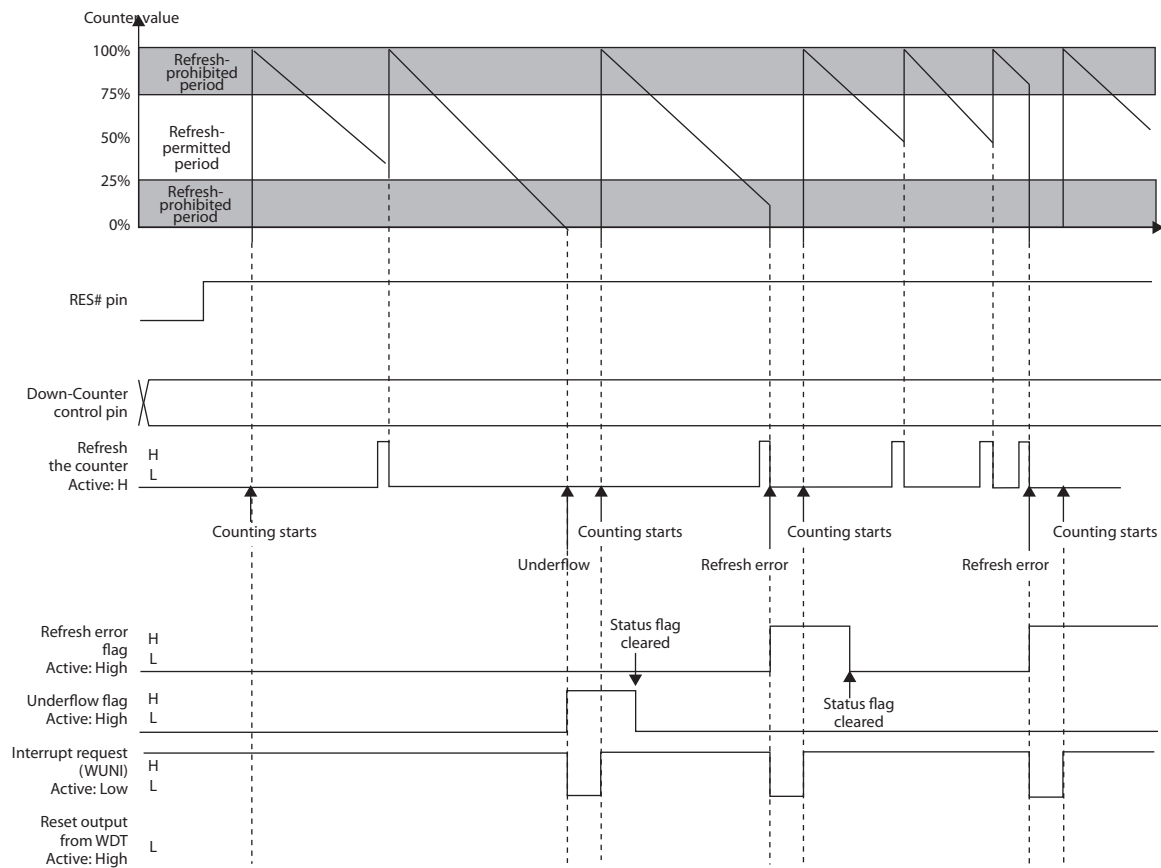 Counter value
100%
Refresh-
prohibited
period
75%
Refresh-
permitted
period
50%
25%
Refresh-
prohibited
period
0%
RES# pin
Down-Counter
control pin
Refresh
the counter
Active: H
H
L
Counting starts
Counting starts
Counting starts
Counting starts
Underflow
Refresh error
Refresh error
Refresh error
flag
Active: High
H
L
Status flag
cleared
Status flag
cleared
Underflow flag
Active: High
H
L
Interrupt request
(WUNI)
Active: Low
H
L
Reset output
from WDT
Active: High
L